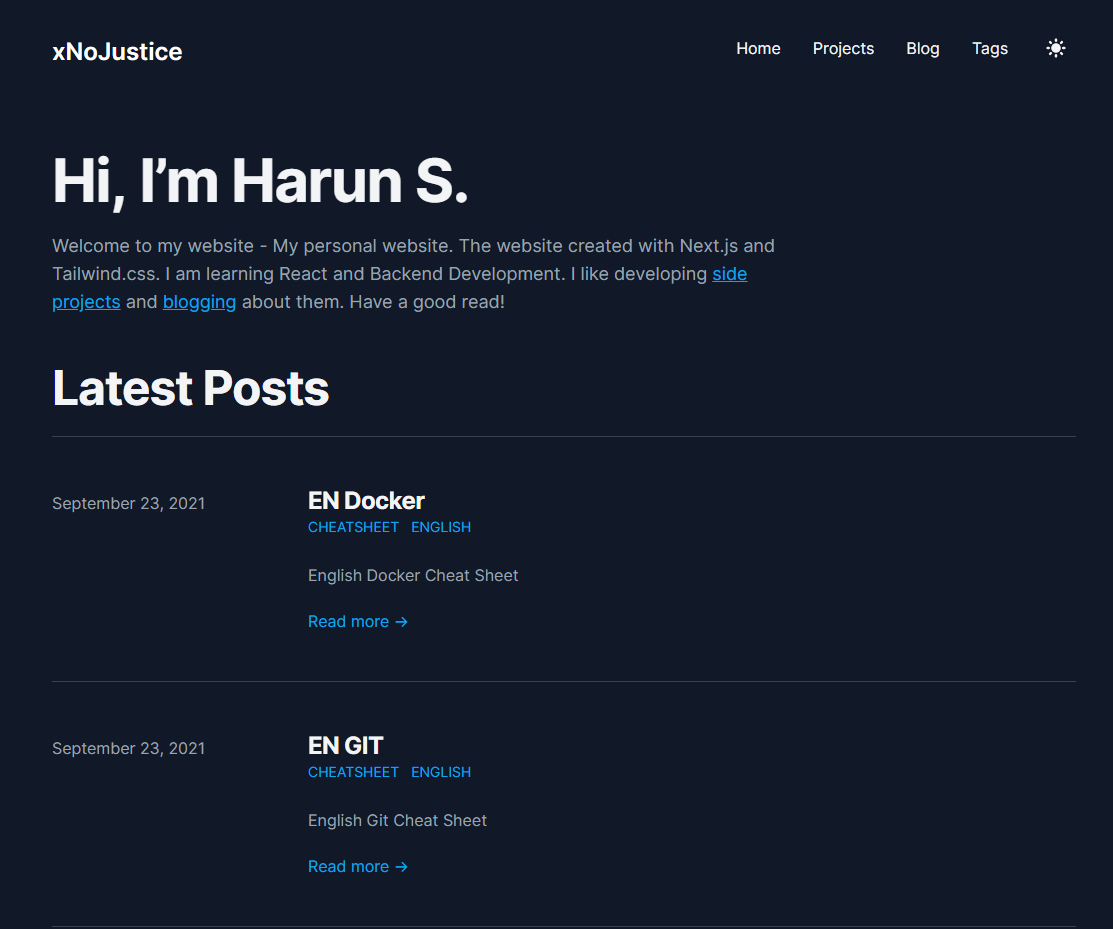 xNoJustice
Home Projects Blog Tags
Hi, I’m Harun S.
Welcome to my website - My personal website. The website created with Next.js and
Tailwind.css. I am learning React and Backend Development. I like developing side
projects and blogging about them. Have a good read!
Latest Posts
September 23, 2021
EN Docker
CHEATSHEET ENGLISH
English Docker Cheat Sheet
Read more →
September 23, 2021
EN GIT
CHEATSHEET ENGLISH
English Git Cheat Sheet
Read more →